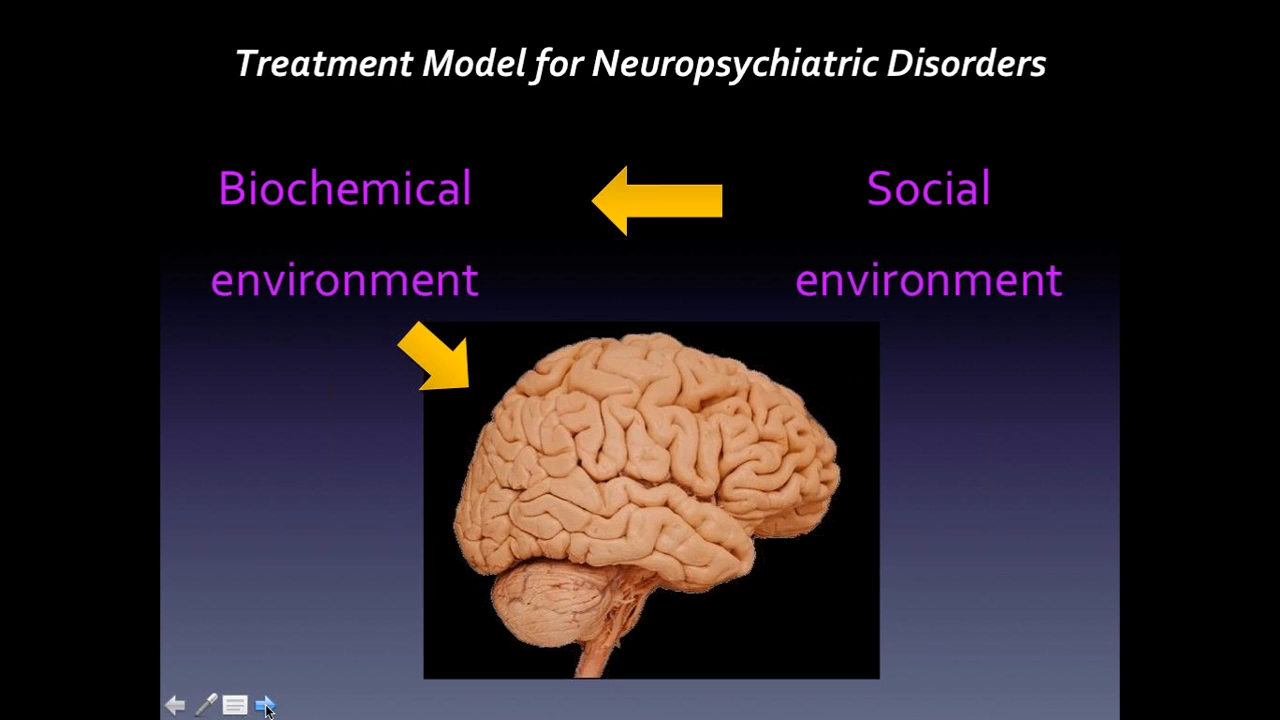 Treatment Model for Neuropsychiatric Disorders
Biochemical
environment
Social
environment